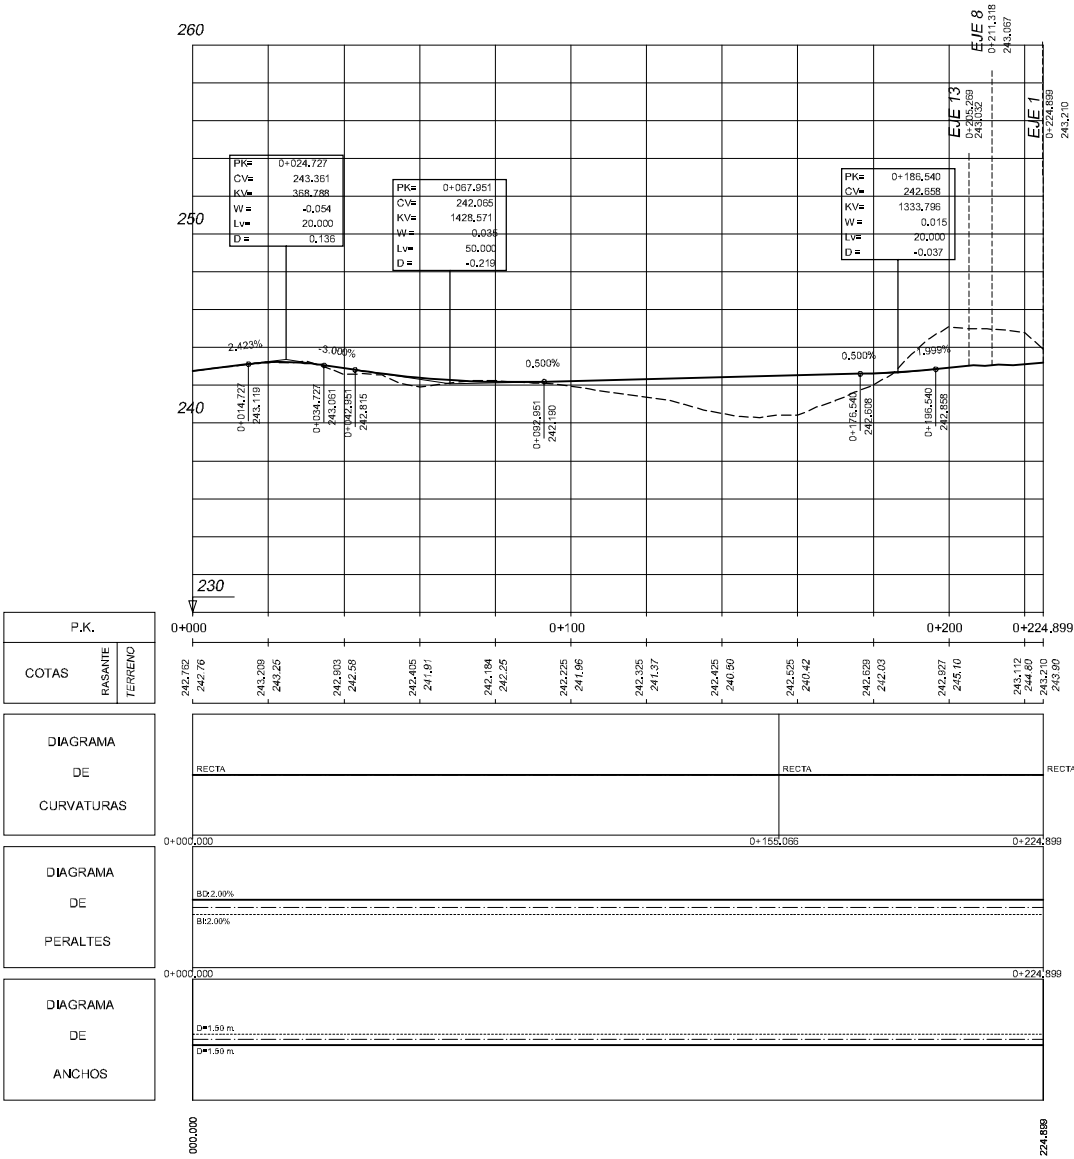 260
EJE 8
0+211.318
243.067
EJE 13
0+205.269
243.032
EJE 1
0+224.899
243.210
PK= 0+024.727
CV= 243.361
KV= 368.788
W = -0.054
Lv= 20.000
D = 0.136
PK= 0+067.951
CV= 242.065
KV= 1428.571
W = 0.035
Lv= 50.000
D = -0.219
PK= 0+186.540
CV= 242.658
KV= 1333.796
W = 0.015
Lv= 20.000
D = -0.037
250
2.423%
-3.000%
0.500%
0.500%
1.999%
240
0+014.727
243.119
0+034.727
243.061
0+042.951
242.815
0+092.951
242.190
0+176.540
242.608
0+196.540
242.858
230
P.K.
0+000
0+100
0+200
0+224.899
COTAS
RASANTE
TERRENO
242.762
242.76
243.209
243.25
242.903
242.58
242.405
241.91
242.184
242.25
242.225
241.96
242.325
241.37
242.425
240.50
242.525
240.42
242.629
242.03
242.927
245.10
243.112
244.80
243.210
243.90
DIAGRAMA
DE
CURVATURAS
RECTA
RECTA
RECTA
0+000.000
0+155.066
0+224.899
DIAGRAMA
DE
PERALTES
BD:2.00%
BI:2.00%
0+000.000
0+224.899
DIAGRAMA
DE
ANCHOS
D=1.50 m.
D=1.50 m.
000.000
224.899